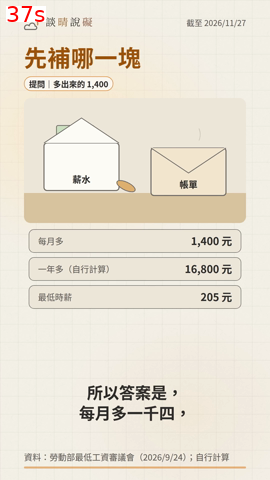 37s
談晴說礙
截至 2026/11/27
先補哪一塊
提問｜多出來的 1,400
薪水
帳單
每月多 1,400 元
一年多（自行計算） 16,800 元
最低時薪 205 元
所以答案是，
每月多一千四，
資料：勞動部最低工資審議會（2026/9/24）；自行計算